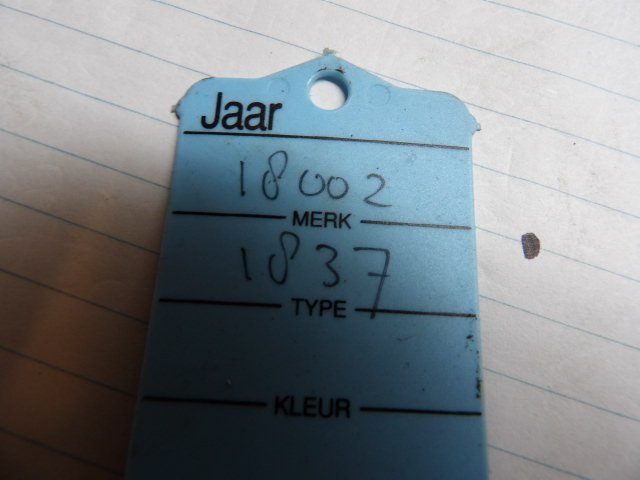 Jaar
18002
MERK
1837
TYPE
KLEUR